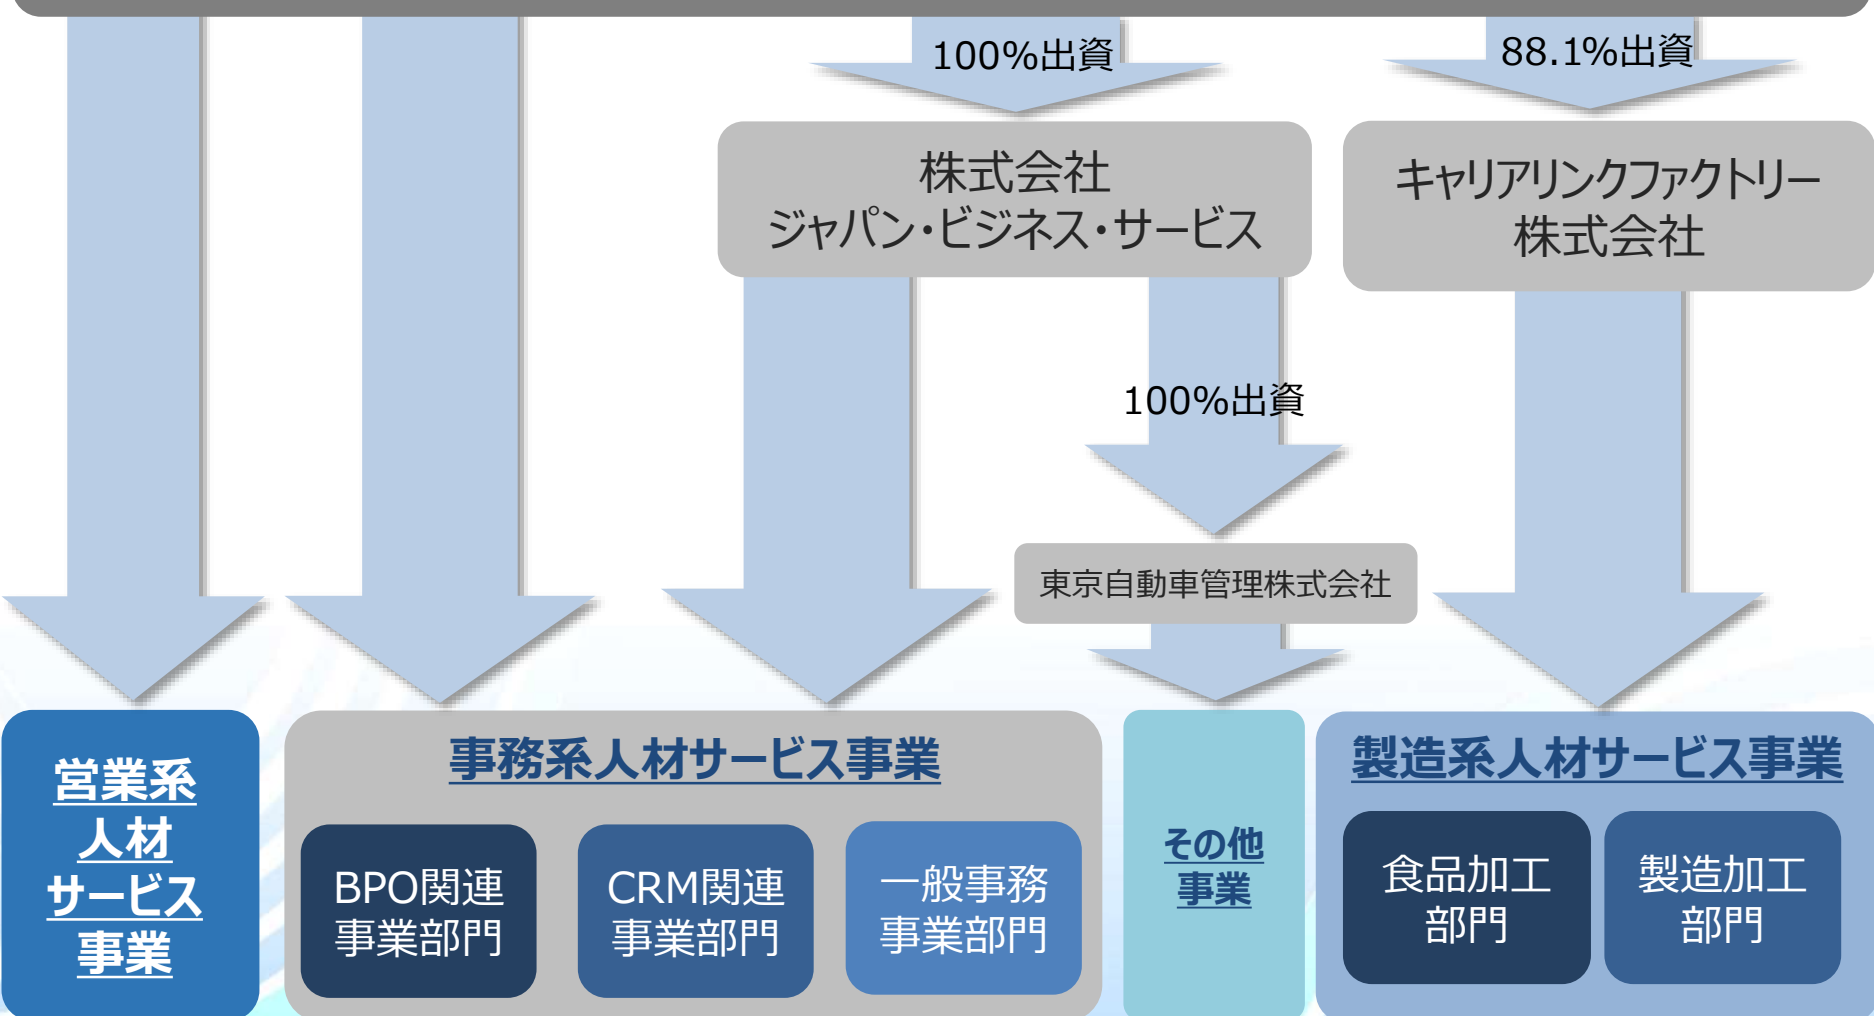 100%出資
88.1%出資
株式会社
ジャパン・ビジネス・サービス
キャリアリンクファクトリー
株式会社
100%出資
東京自動車管理株式会社
営業系
人材
サービス
事業
事務系人材サービス事業
BPO関連
事業部門
CRM関連
事業部門
一般事務
事業部門
その他
事業
製造系人材サービス事業
食品加工
部門
製造加工
部門